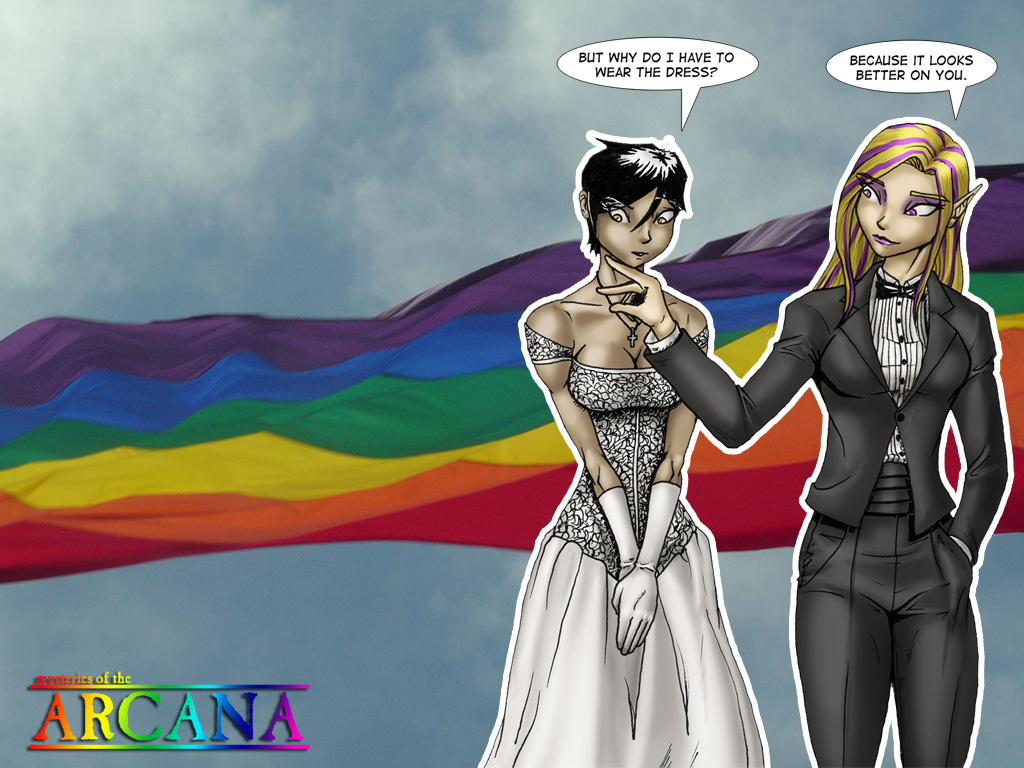 BUT WHY DO I HAVE TO
WEAR THE DRESS?
BECAUSE IT LOOKS
BETTER ON YOU.
mysteries of the
ARCANA